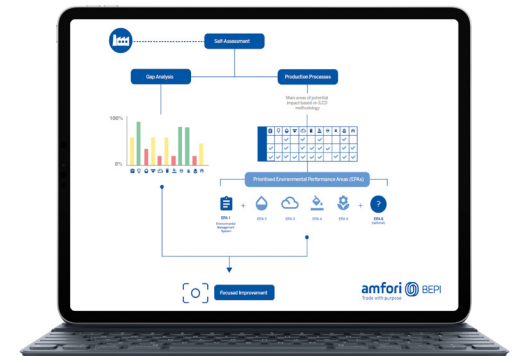 Self-Assessment
Gap Analysis
Production Processes
Main areas of potential
impact based on ILCD
methodology
100%
0%
Prioritised Environmental Performance Areas (EPAs)
EPA 1
Environmental
Management
System
EPA 2
EPA 3
EPA 4
EPA 5
?
EPA 6
(optional)
Focused Improvement
amfori BEPI
Trade with purpose